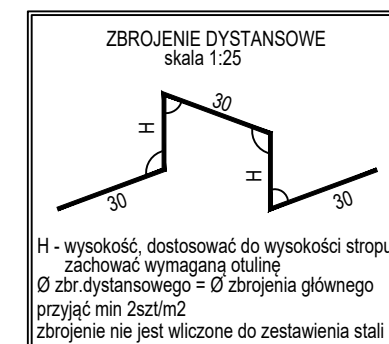 ZBROJENIE DYSTANSOWE
skala 1:25
30
H
H
30
30
H - wysokość, dostosować do wysokości stropu
zachować wymaganą otulinę
Ø zbr.dystansowego = Ø zbrojenia głównego
przyjąć min 2szt/m2
zbrojenie nie jest wliczone do zestawienia stali